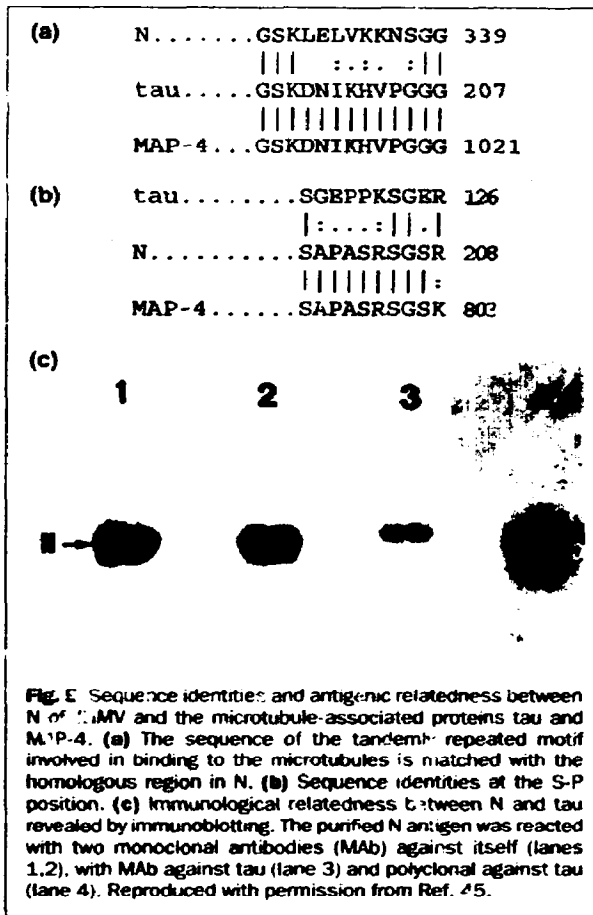 (a) N........GSKLELVKKNSGG 339
||| :.:. :||
tau.....GSKDNIKHVPGGG 207
|||||||||||||
MAP-4...GSKDNIKHVPGGG 1021
(b) tau.........SGEPPKSGER 126
|:...:||.|
N..........SAPASRSGSR 208
|||||||||:
MAP-4......SAPASRSGSK
(c)
1 2 3
Fig. Sequence identities and antigenic relatedness between
N of and the microtubule-associated proteins tau and
MAP-4. (a) The sequence of the tandemly repeated motif
involved in binding to the microtubules is matched with the
homologous region in N. (b) Sequence identities at the S-P
position. (c) Immunological relatedness between N and tau
revealed by immunoblotting. The purified N antigen was reacted
with two monoclonal antibodies (MAb) against itself (lanes
1,2), with MAb against tau (lane 3) and polyclonal against tau
(lane 4). Reproduced with permission from Ref.